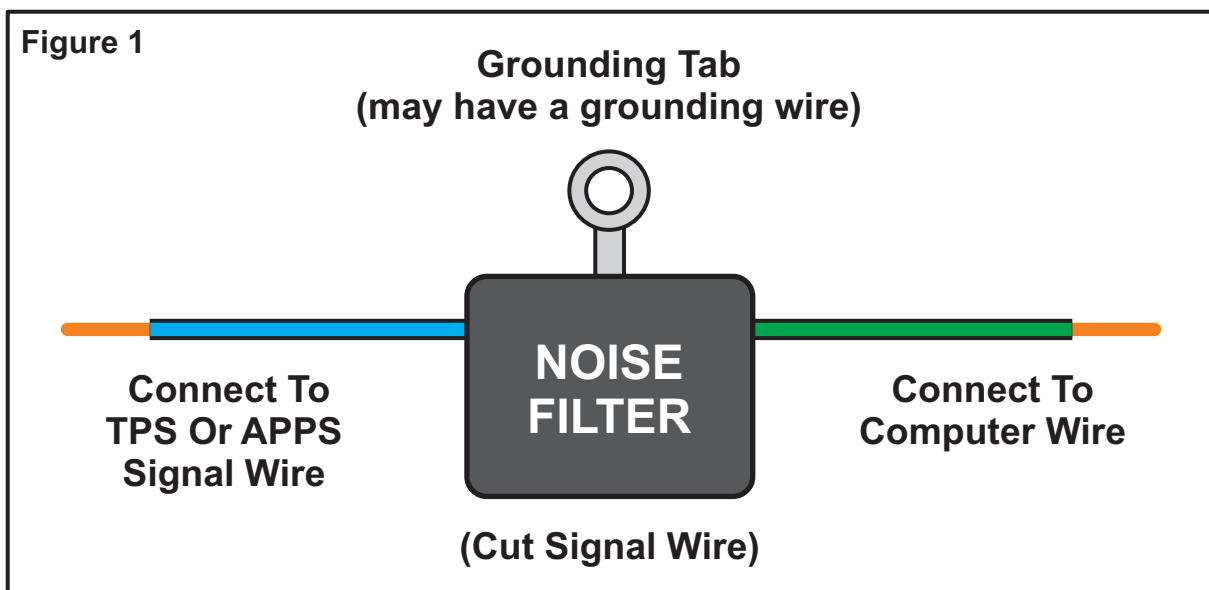 Figure 1
Grounding Tab
(may have a grounding wire)
NOISE
FILTER
Connect To
TPS Or APPS
Signal Wire
Connect To
Computer Wire
(Cut Signal Wire)